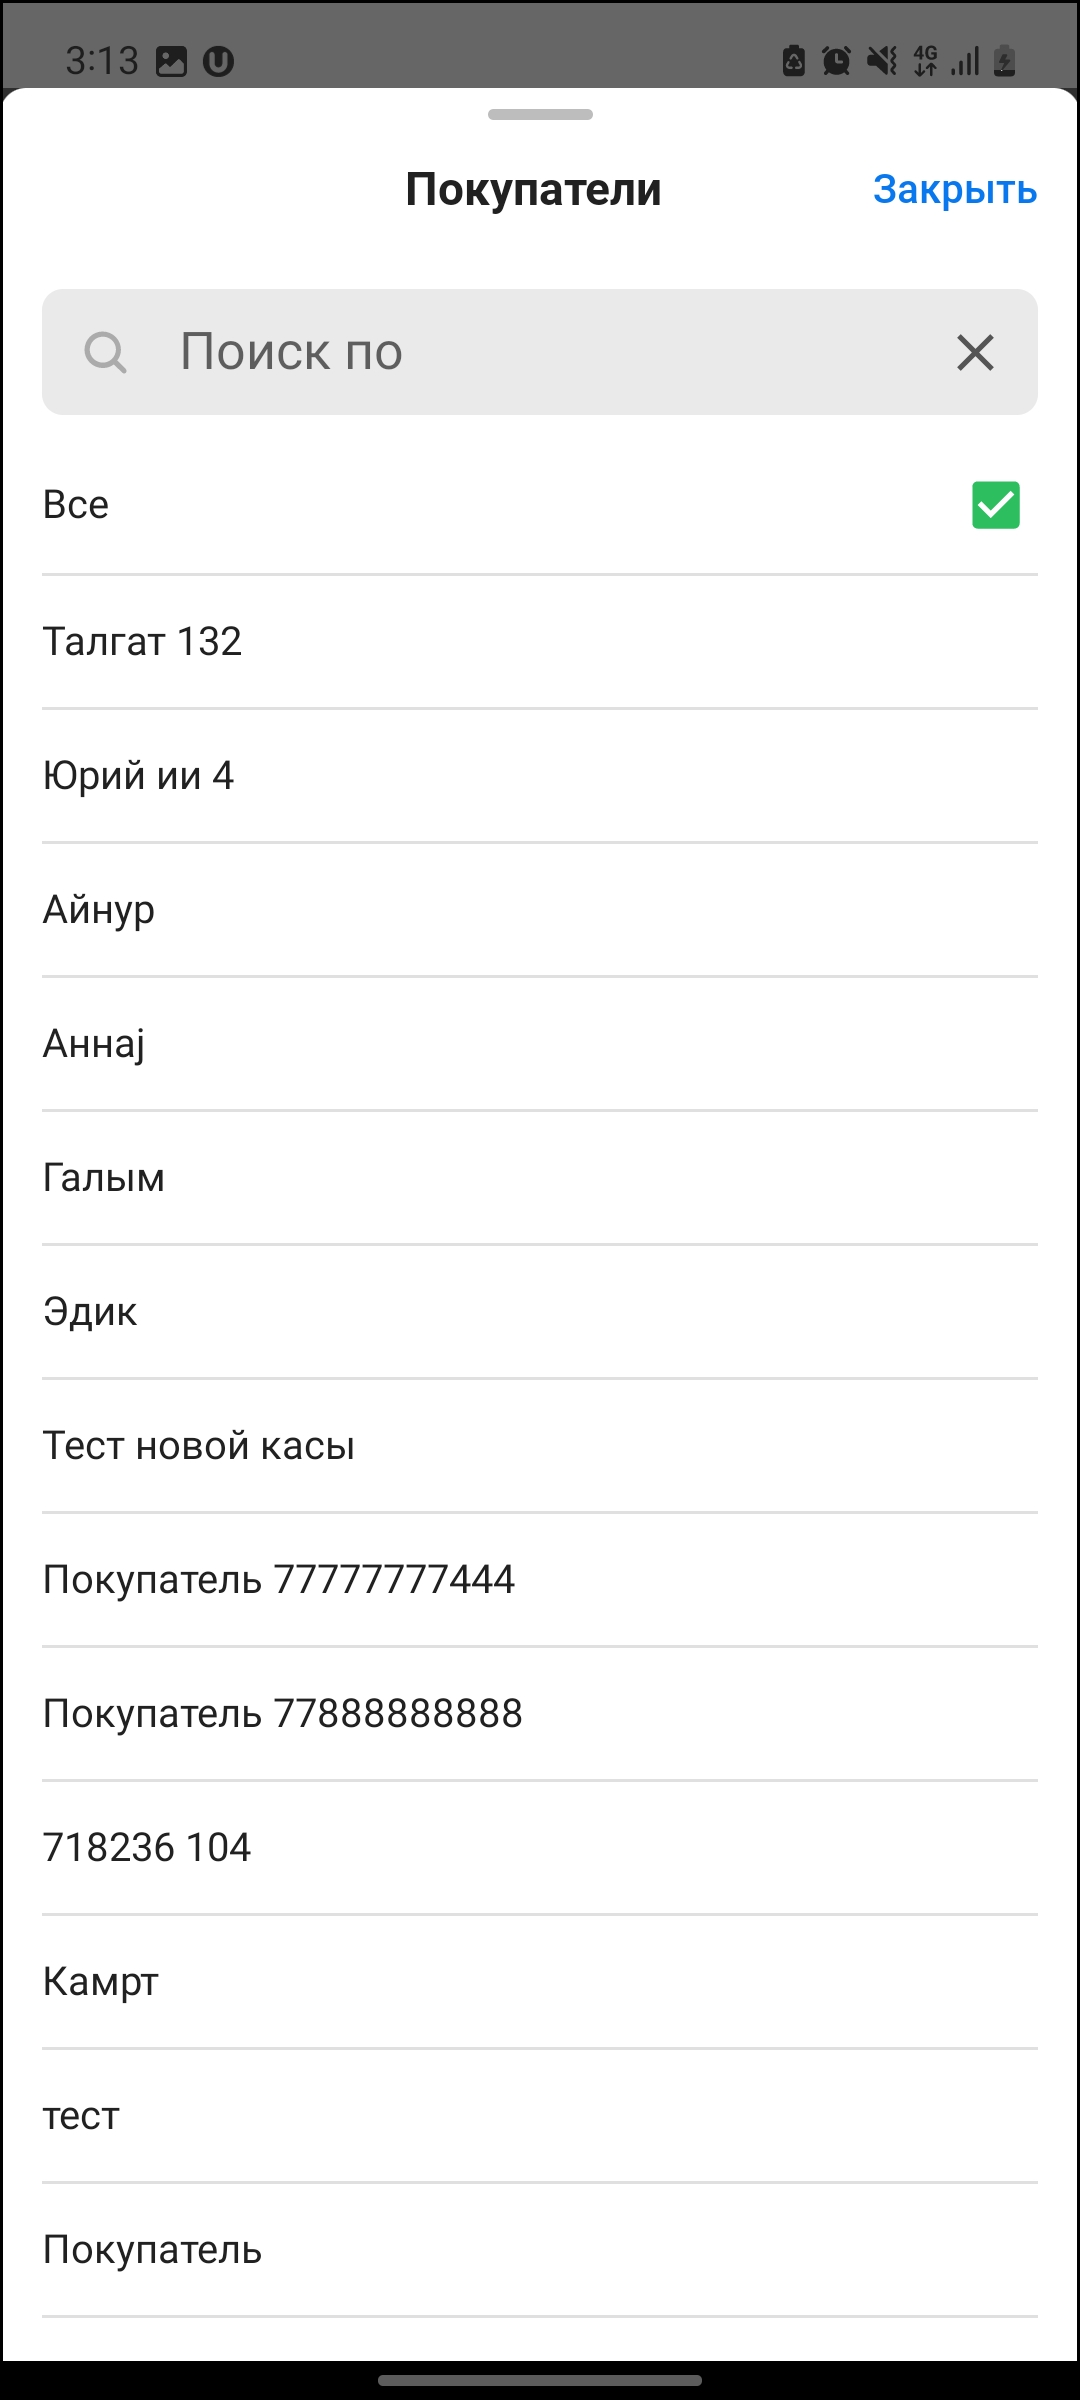 3:13
4G
Покупатели
Закрыть
Поиск по
Все
Талгат 132
Юрий ии 4
Айнур
Аннаj
Галым
Эдик
Тест новой касы
Покупатель 77777777444
Покупатель 77888888888
718236 104
Камрт
тест
Покупатель